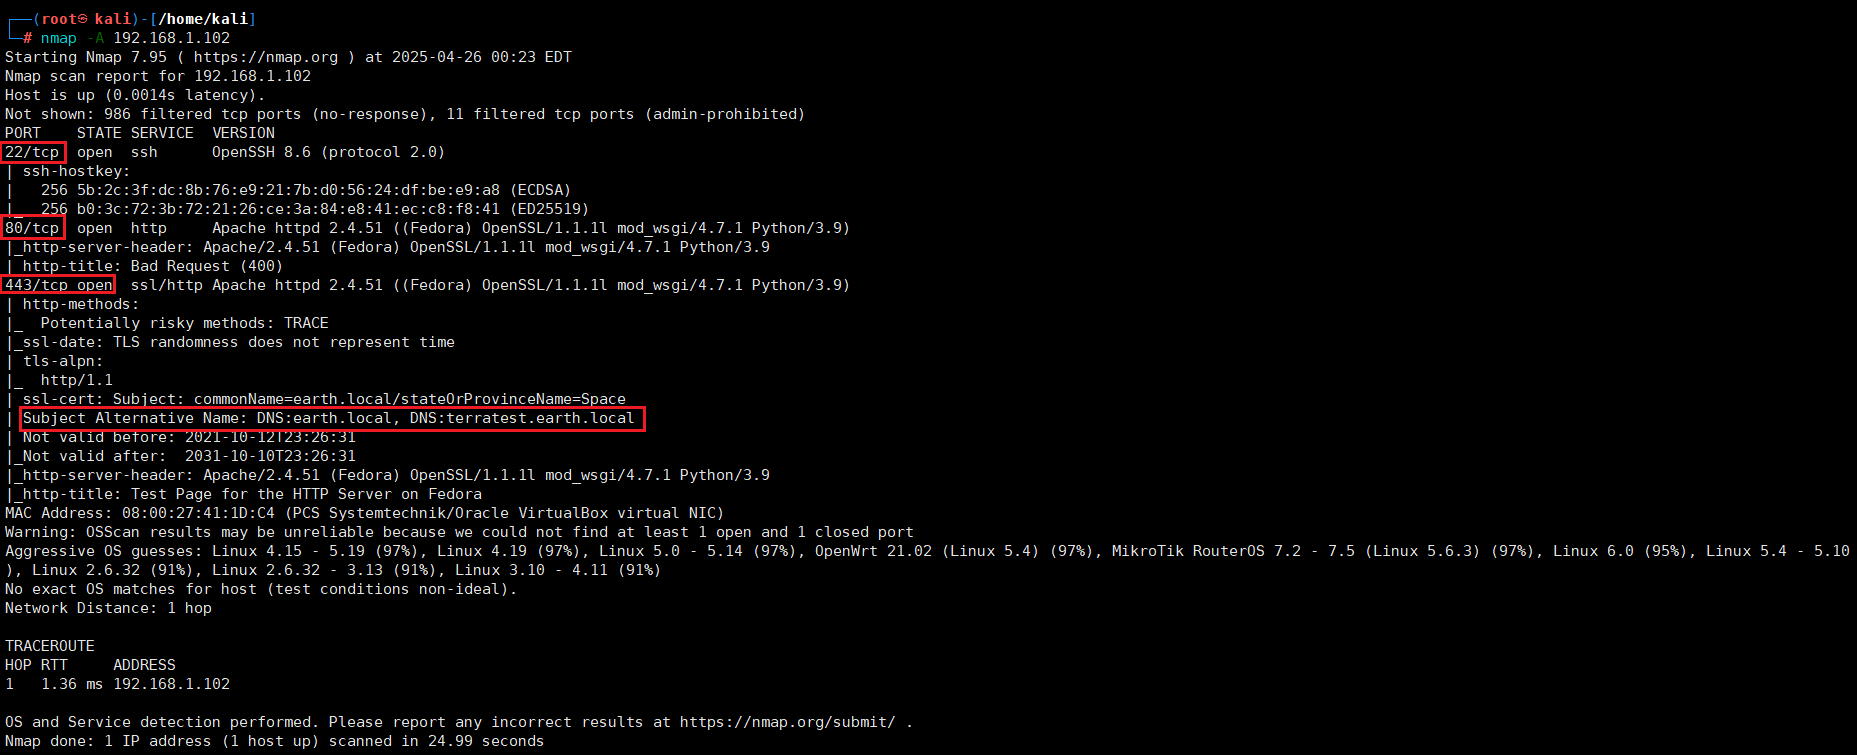 ┌──(root㉿kali)-[/home/kali]
└─# nmap -A 192.168.1.102
Starting Nmap 7.95 ( https://nmap.org ) at 2025-04-26 00:23 EDT
Nmap scan report for 192.168.1.102
Host is up (0.0014s latency).
Not shown: 986 filtered tcp ports (no-response), 11 filtered tcp ports (admin-prohibited)
PORT    STATE SERVICE  VERSION
22/tcp  open  ssh      OpenSSH 8.6 (protocol 2.0)
| ssh-hostkey:
|   256 5b:2c:3f:dc:8b:76:e9:21:7b:d0:56:24:df:be:e9:a8 (ECDSA)
|_  256 b0:3c:72:3b:72:21:26:ce:3a:84:e8:41:ec:c8:f8:41 (ED25519)
80/tcp  open  http     Apache httpd 2.4.51 ((Fedora) OpenSSL/1.1.1l mod_wsgi/4.7.1 Python/3.9)
|_http-server-header: Apache/2.4.51 (Fedora) OpenSSL/1.1.1l mod_wsgi/4.7.1 Python/3.9
|_http-title: Bad Request (400)
443/tcp open  ssl/http Apache httpd 2.4.51 ((Fedora) OpenSSL/1.1.1l mod_wsgi/4.7.1 Python/3.9)
| http-methods:
|_  Potentially risky methods: TRACE
|_ssl-date: TLS randomness does not represent time
| tls-alpn:
|_  http/1.1
| ssl-cert: Subject: commonName=earth.local/stateOrProvinceName=Space
| Subject Alternative Name: DNS:earth.local, DNS:terratest.earth.local
| Not valid before: 2021-10-12T23:26:31
|_Not valid after:  2031-10-10T23:26:31
|_http-server-header: Apache/2.4.51 (Fedora) OpenSSL/1.1.1l mod_wsgi/4.7.1 Python/3.9
|_http-title: Test Page for the HTTP Server on Fedora
MAC Address: 08:00:27:41:1D:C4 (PCS Systemtechnik/Oracle VirtualBox virtual NIC)
Warning: OSScan results may be unreliable because we could not find at least 1 open and 1 closed port
Aggressive OS guesses: Linux 4.15 - 5.19 (97%), Linux 4.19 (97%), Linux 5.0 - 5.14 (97%), OpenWrt 21.02 (Linux 5.4) (97%), MikroTik RouterOS 7.2 - 7.5 (Linux 5.6.3) (97%), Linux 6.0 (95%), Linux 5.4 - 5.10
), Linux 2.6.32 (91%), Linux 2.6.32 - 3.13 (91%), Linux 3.10 - 4.11 (91%)
No exact OS matches for host (test conditions non-ideal).
Network Distance: 1 hop
TRACEROUTE
HOP RTT     ADDRESS
1   1.36 ms 192.168.1.102
OS and Service detection performed. Please report any incorrect results at https://nmap.org/submit/ .
Nmap done: 1 IP address (1 host up) scanned in 24.99 seconds